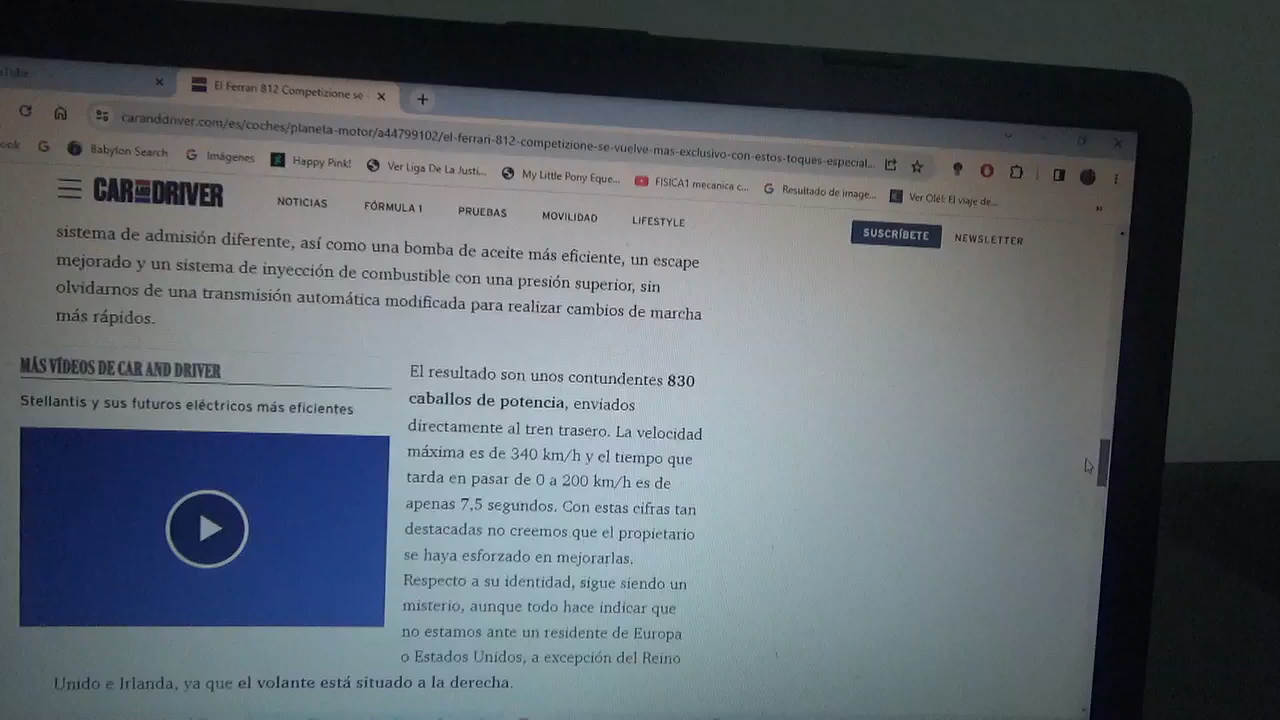 El Ferrari 812 Competizione se
caranddriver.com/es/coches/planeta-motor/a44799102/el-ferrari-812-competizione-se-vuelve-mas-exclusivo-con-estos-toques-especial...
ook G Babylon Search G Imágenes Happy Pink! Ver Liga De La Justi... My Little Pony Eque... FISICA1 mecanica c... G Resultado de image... Ver Olé!: El viaje de... »
CAR AND DRIVER NOTICIAS FÓRMULA 1 PRUEBAS MOVILIDAD LIFESTYLE SUSCRÍBETE NEWSLETTER
sistema de admisión diferente, así como una bomba de aceite más eficiente, un escape
mejorado y un sistema de inyección de combustible con una presión superior, sin
olvidarnos de una transmisión automática modificada para realizar cambios de marcha
más rápidos.
MÁS VÍDEOS DE CAR AND DRIVER
Stellantis y sus futuros eléctricos más eficientes
El resultado son unos contundentes 830
caballos de potencia, enviados
directamente al tren trasero. La velocidad
máxima es de 340 km/h y el tiempo que
tarda en pasar de 0 a 200 km/h es de
apenas 7,5 segundos. Con estas cifras tan
destacadas no creemos que el propietario
se haya esforzado en mejorarlas.
Respecto a su identidad, sigue siendo un
misterio, aunque todo hace indicar que
no estamos ante un residente de Europa
o Estados Unidos, a excepción del Reino
Unido e Irlanda, ya que el volante está situado a la derecha.